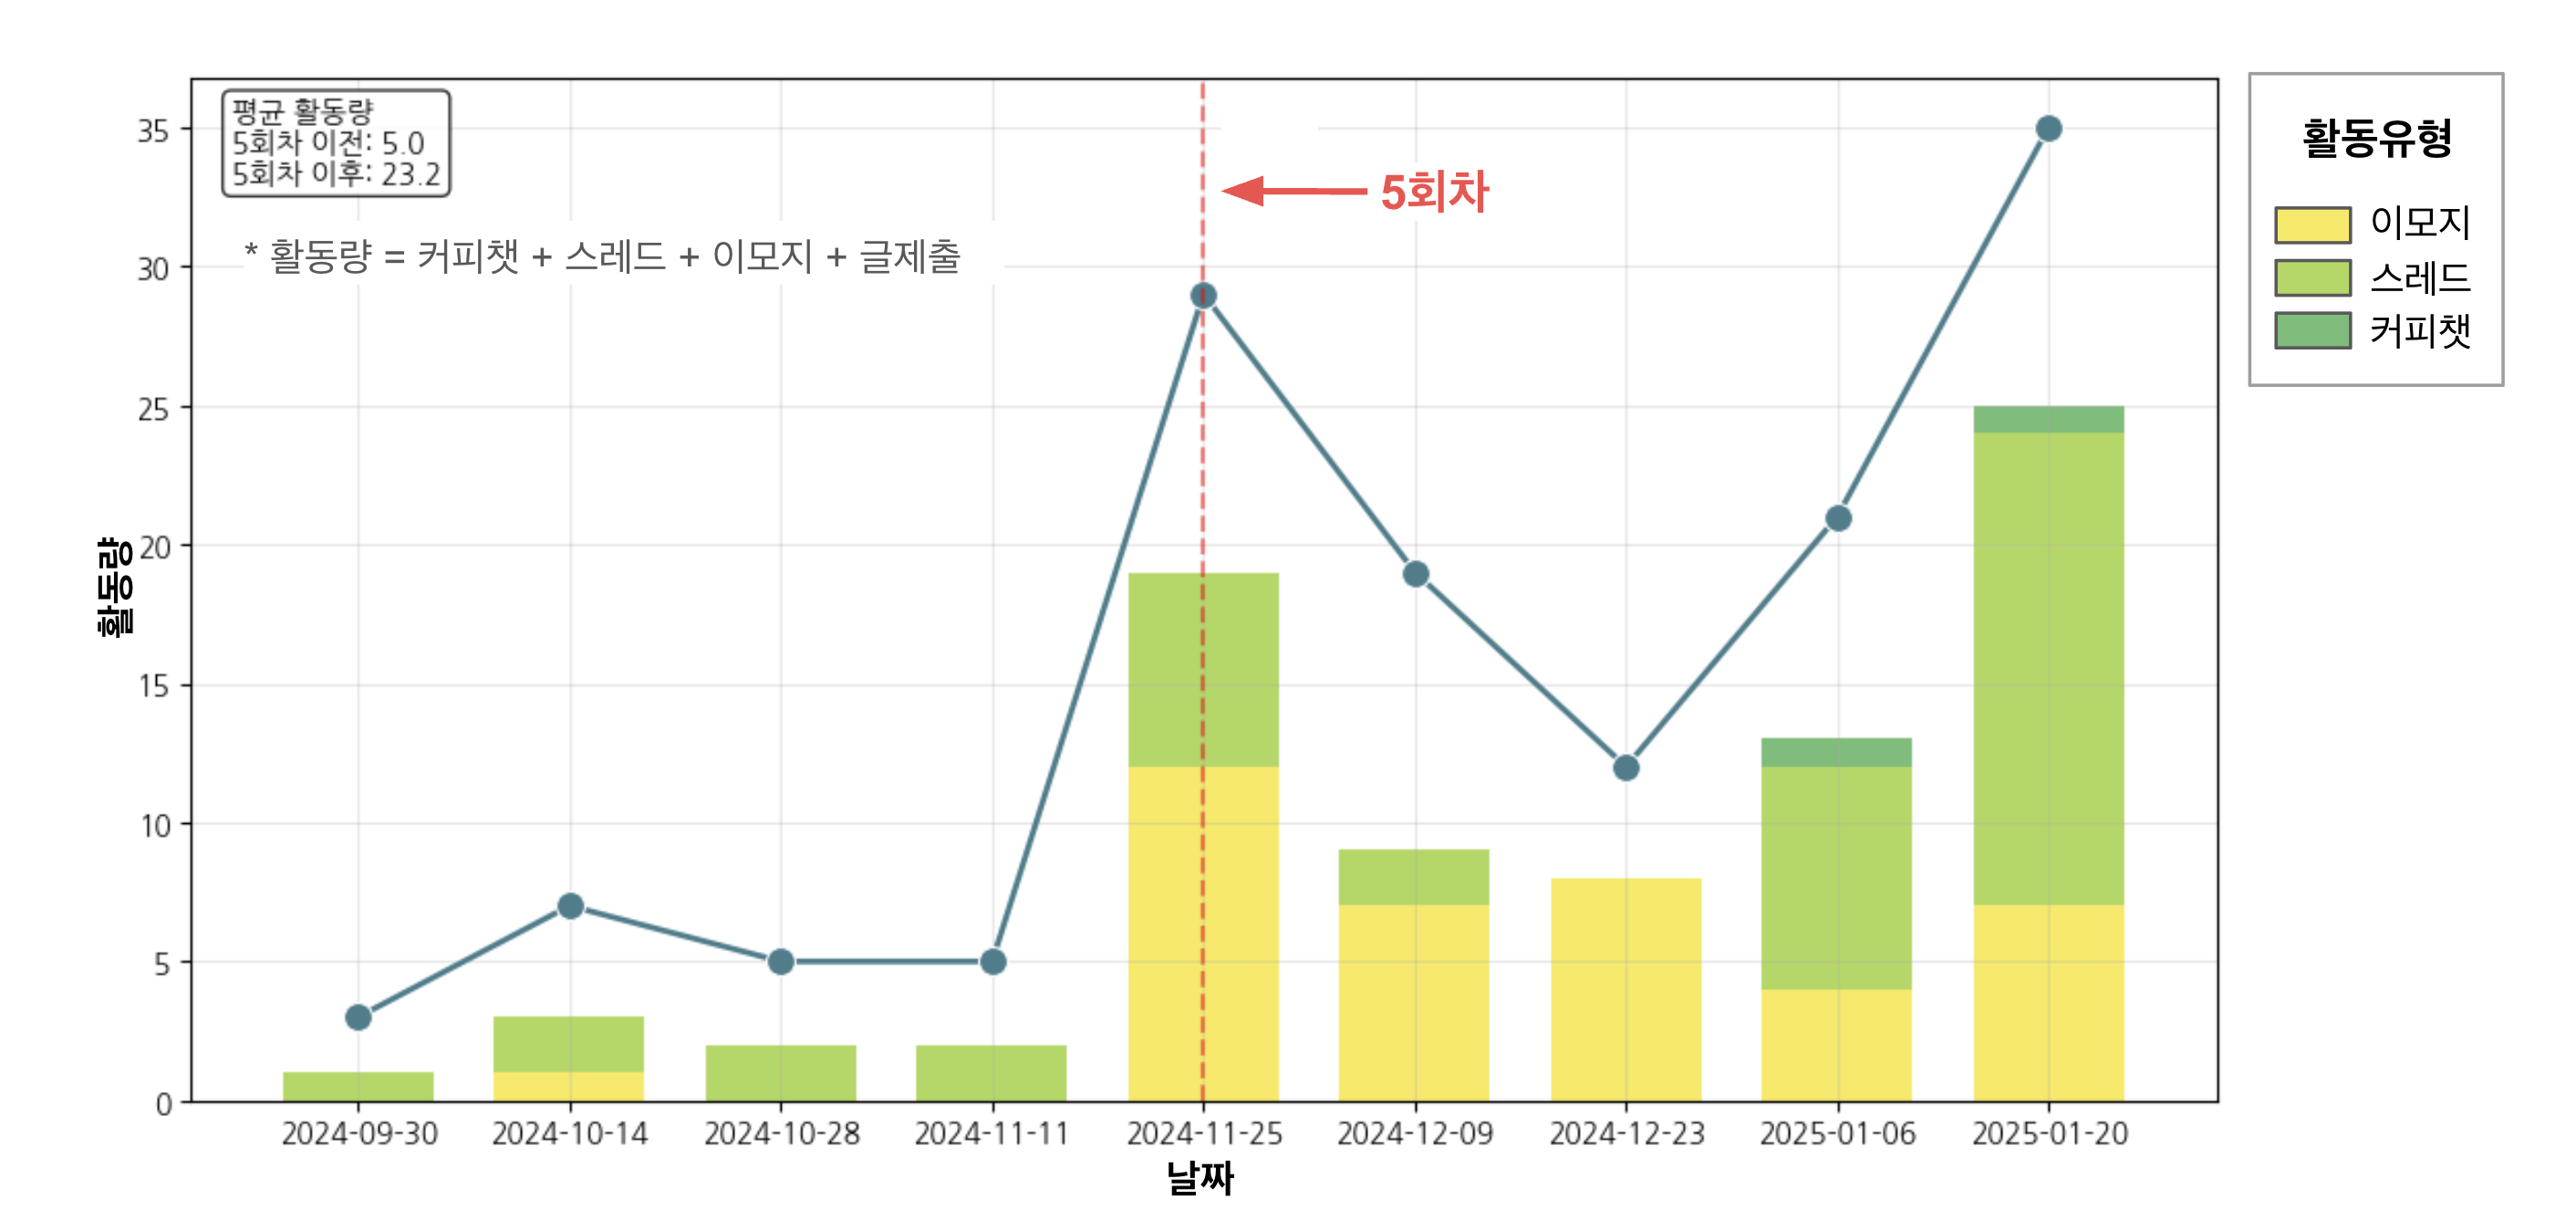 평균 활동량
5회차 이전: 5.0
5회차 이후: 23.2
* 활동량 = 커피챗 + 스레드 + 이모지 + 글제출
5회차
활동유형
이모지
스레드
커피챗
활동량
35
30
25
20
15
10
5
0
2024-09-30 2024-10-14 2024-10-28 2024-11-11 2024-11-25 2024-12-09 2024-12-23 2025-01-06 2025-01-20
날짜